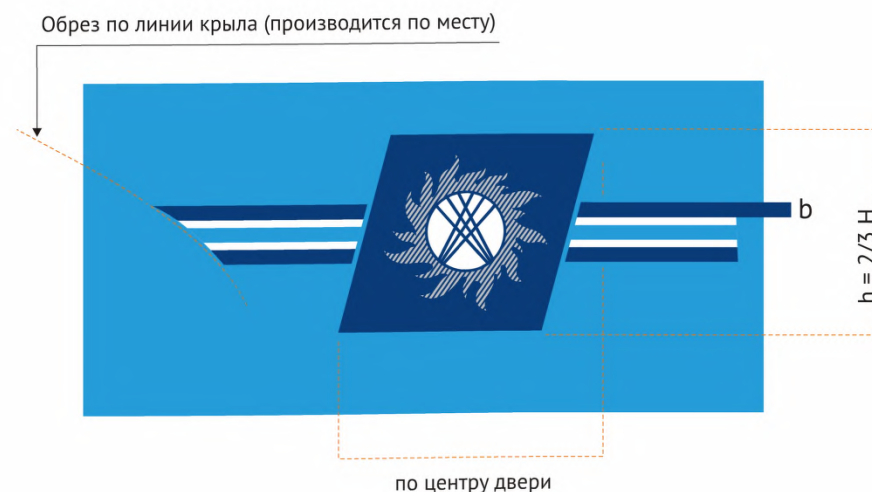 Обрез по линии крыла (производится по месту)
b
h = 2/3 H
по центру двери